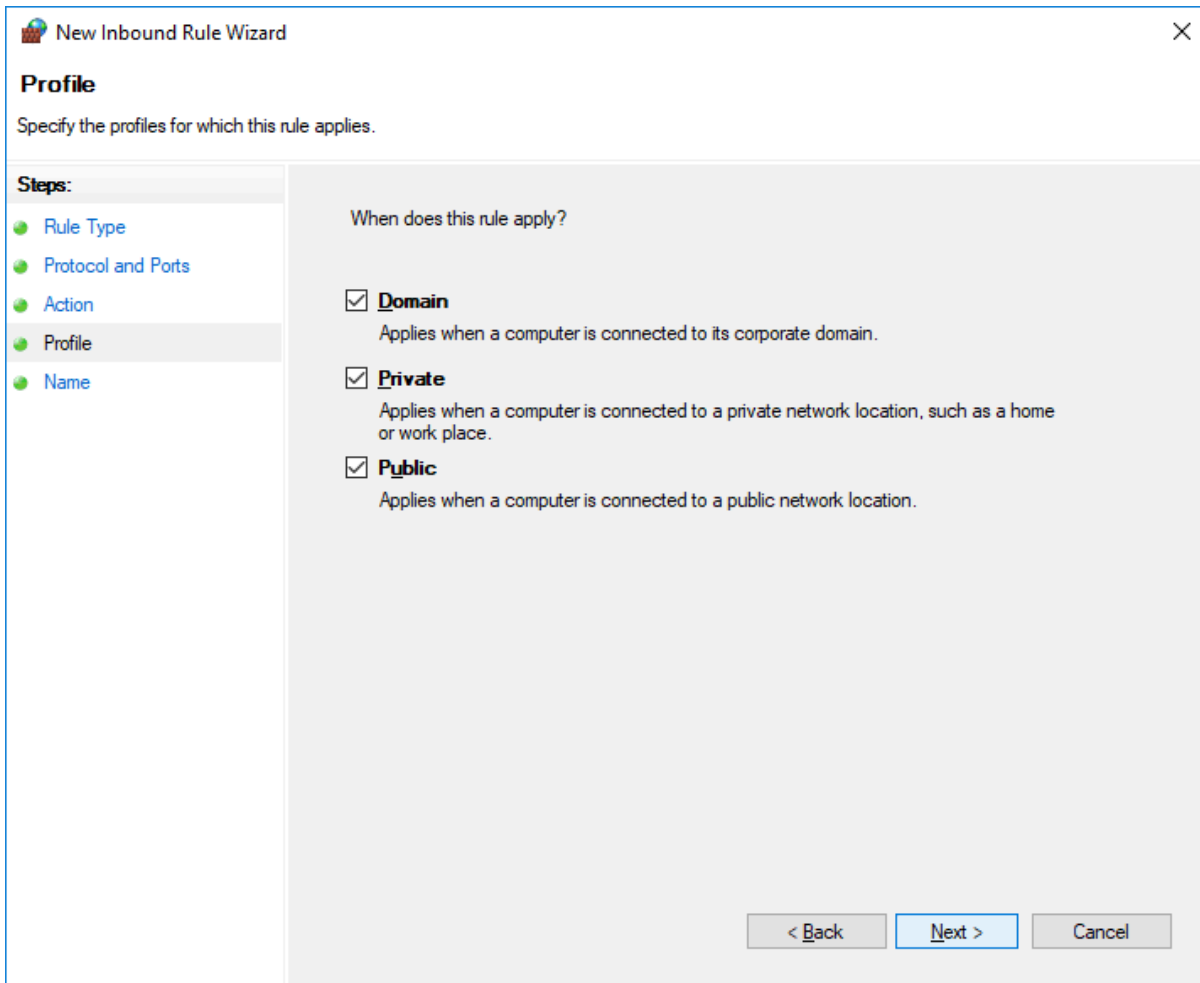 New Inbound Rule Wizard
Profile
Specify the profiles for which this rule applies.
Steps:
Rule Type
Protocol and Ports
Action
Profile
Name
When does this rule apply?
Domain
Applies when a computer is connected to its corporate domain.
Private
Applies when a computer is connected to a private network location, such as a home
or work place.
Public
Applies when a computer is connected to a public network location.
< Back
Next >
Cancel